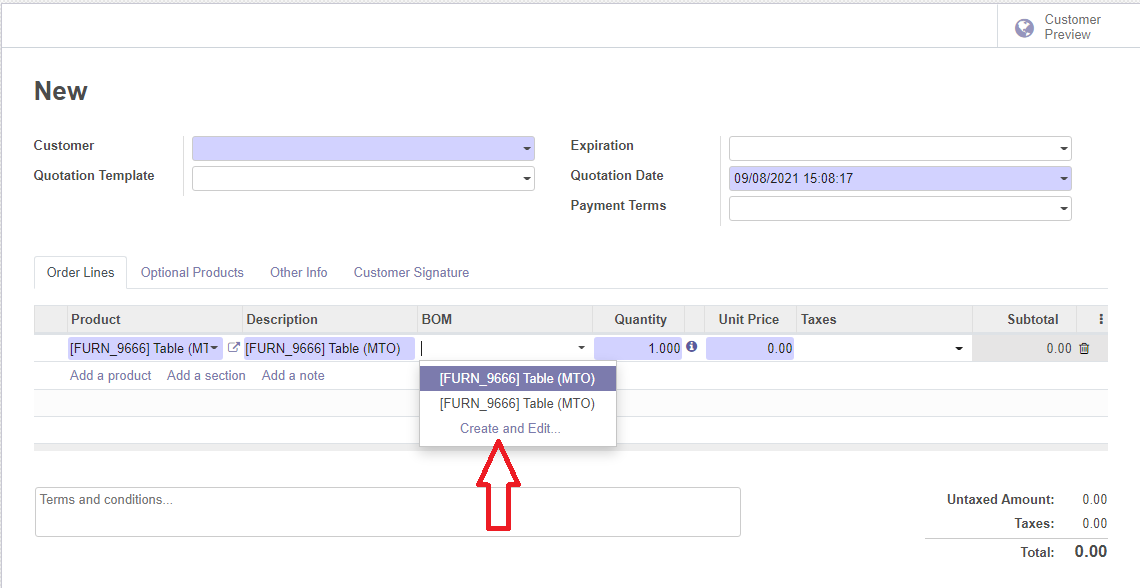 Customer
Preview
New
Customer
Expiration
Quotation Template
Quotation Date
09/08/2021 15:08:17
Payment Terms
Order Lines Optional Products Other Info Customer Signature
Product Description BOM Quantity Unit Price Taxes Subtotal
[FURN_9666] Table (MT [FURN_9666] Table (MTO) 1.000 0.00 0.00
Add a product Add a section Add a note
[FURN_9666] Table (MTO)
[FURN_9666] Table (MTO)
Create and Edit...
Terms and conditions...
Untaxed Amount: 0.00
Taxes: 0.00
Total: 0.00